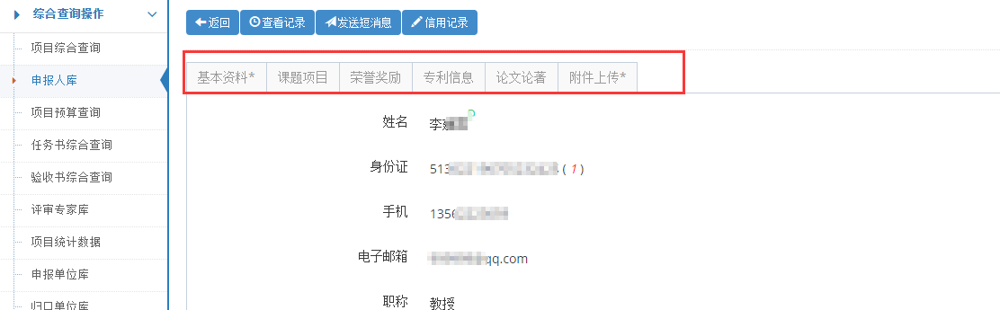 综合查询操作
项目综合查询
申报人库
项目预算查询
任务书综合查询
验收书综合查询
评审专家库
项目统计数据
申报单位库
归口单位库
返回 查看记录 发送短消息 信用记录
基本资料* 课题项目 荣誉奖励 专利信息 论文论著 附件上传*
姓名 李
身份证 513 ( 1 )
手机 1356
电子邮箱 qq.com
职称 教授